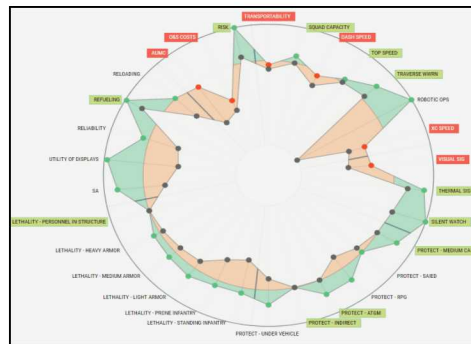 TRANSPORTABILITY
RISK
SQUAD CAPACITY
O&S COSTS
DASH SPEED
AUMC
TOP SPEED
RELOADING
TRAVERSE WWRN
REFUELING
ROBOTIC OPS
RELIABILITY
XC SPEED
UTILITY OF DISPLAYS
VISUAL SIG
SA
THERMAL SIG
LETHALITY - PERSONNEL IN STRUCTURE
SILENT WATCH
LETHALITY - HEAVY ARMOR
PROTECT - MEDIUM CA
LETHALITY - MEDIUM ARMOR
PROTECT - SAIED
LETHALITY - LIGHT ARMOR
PROTECT - RPG
LETHALITY - PRONE INFANTRY
PROTECT - ATGM
LETHALITY - STANDING INFANTRY
PROTECT - INDIRECT
PROTECT - UNDER VEHICLE